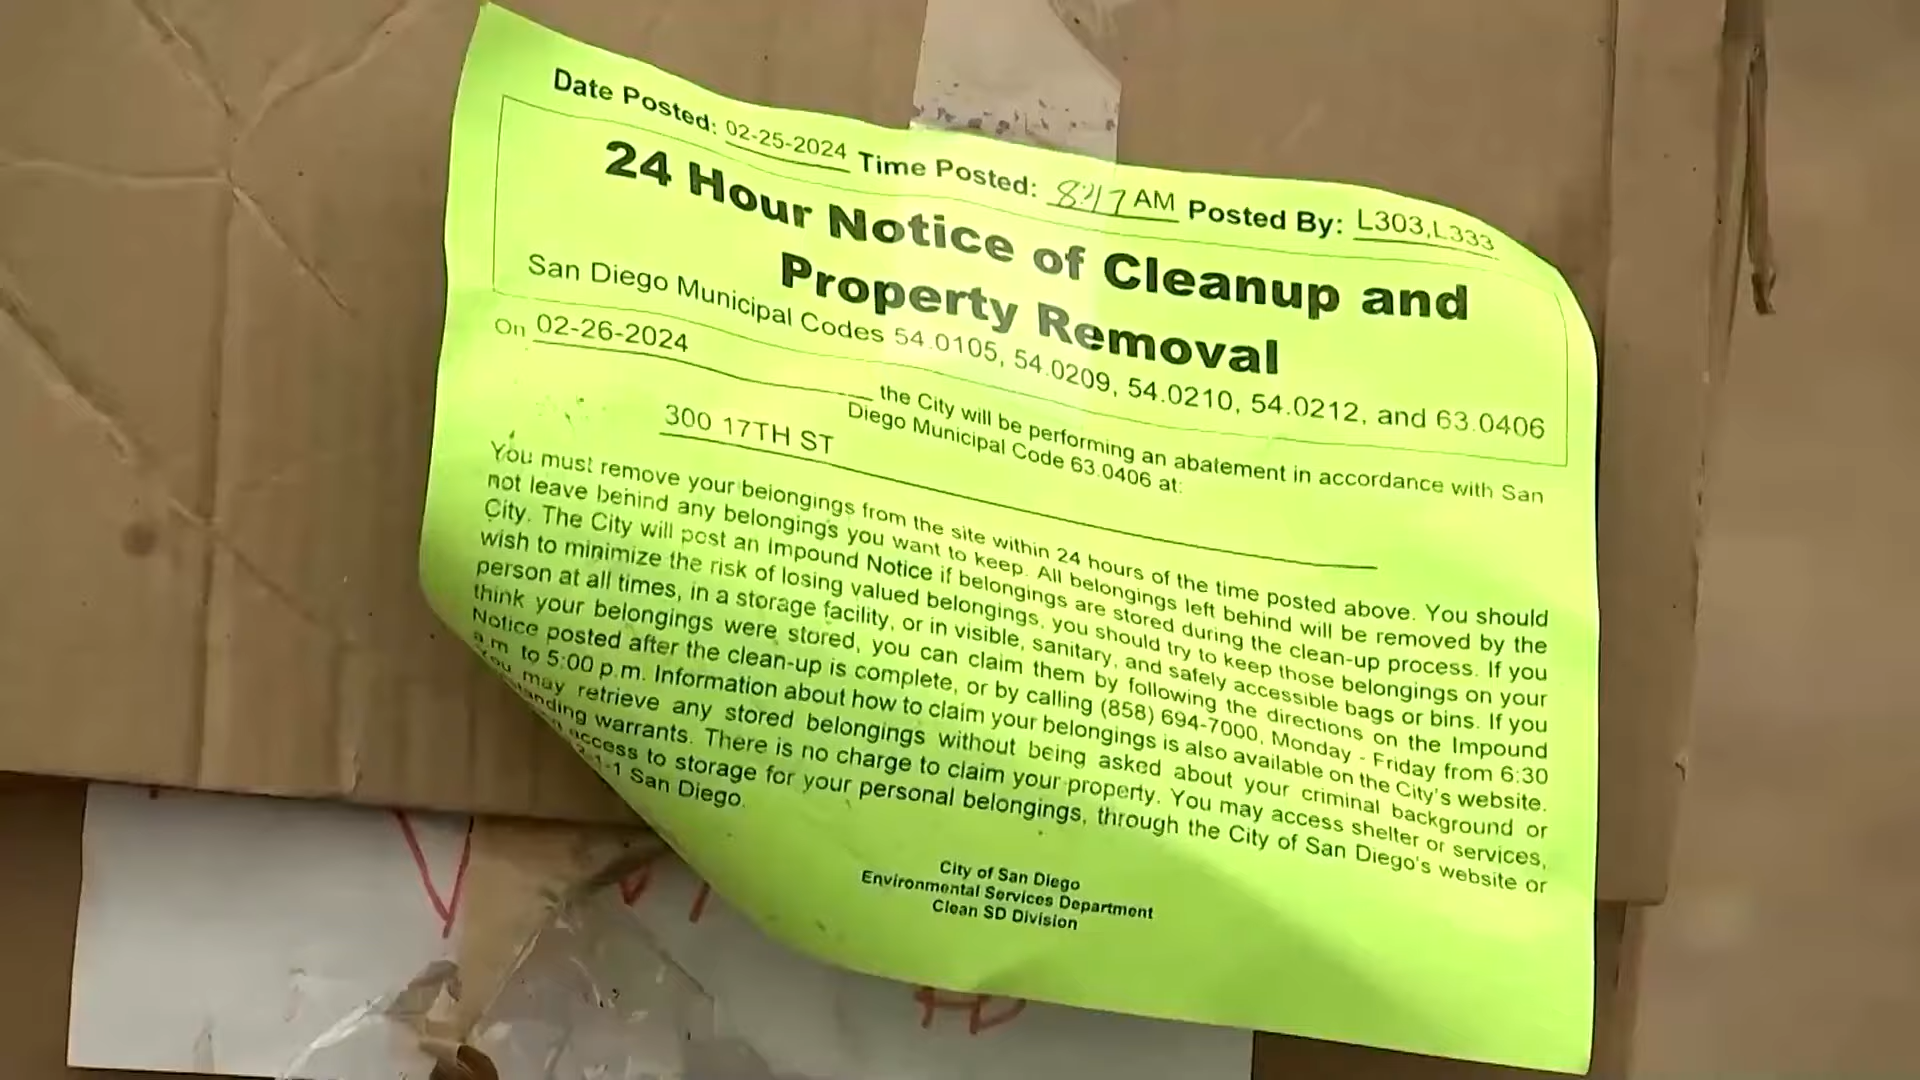 Date Posted: 02-25-2024 Time Posted: 8:17 AM Posted By: L303,L333
24 Hour Notice of Cleanup and
Property Removal
San Diego Municipal Codes 54.0105, 54.0209, 54.0210, 54.0212, and 63.0406
On 02-26-2024 the City will be performing an abatement in accordance with San
Diego Municipal Code 63.0406 at:
300 17TH ST
You must remove your belongings from the site within 24 hours of the time posted above. You should
not leave behind any belongings you want to keep. All belongings left behind will be removed by the
City. The City will post an Impound Notice if belongings are stored during the clean-up process. If you
wish to minimize the risk of losing valued belongings, you should try to keep those belongings on your
person at all times, in a storage facility, or in visible, sanitary, and safely accessible bags or bins. If you
think your belongings were stored, you can claim them by following the directions on the Impound
Notice posted after the clean-up is complete, or by calling (858) 694-7000, Monday - Friday from 6:30
a.m. to 5:00 p.m. Information about how to claim your belongings is also available on the City's website.
You may retrieve any stored belongings without being asked about your criminal background or
warrants. There is no charge to claim your property. You may access shelter or services,
access to storage for your personal belongings, through the City of San Diego's website or
San Diego.
City of San Diego
Environmental Services Department
Clean SD Division